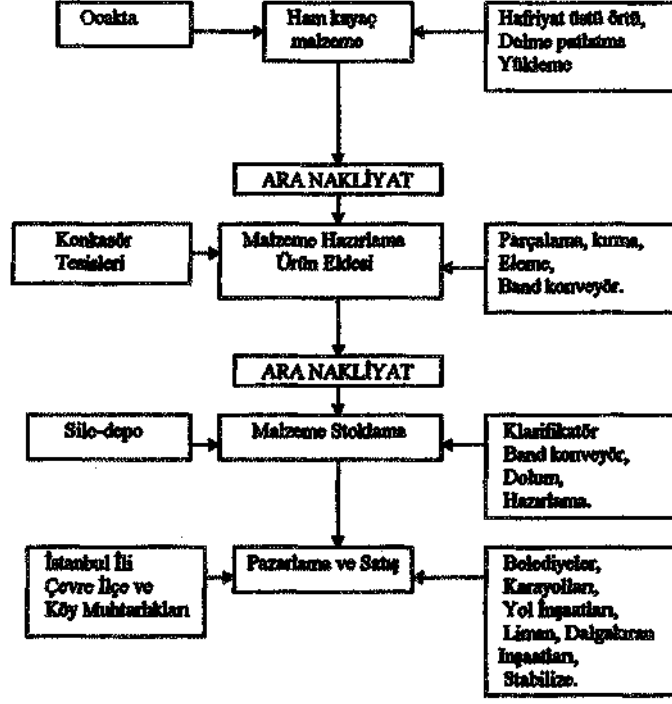 Ocakta
Ham kayaç
malzeme
Hafriyat üstü örtü,
Delme patlatma
Yükleme
ARA NAKLİYAT
Konkasör
Tesisleri
Malzeme Hazırlama
Ürün Eldesi
Parçalama, kırma,
Eleme,
Band konveyör.
ARA NAKLİYAT
Silo-depo
Malzeme Stoklama
Klasifikatör
Band konveyör,
Dolum,
Hazırlama.
İstanbul İli
Çevre İlçe ve
Köy Muhtarlıkları
Pazarlama ve Satış
Belediyeler,
Karayolları,
Yol İnşaatları,
Liman, Dalgakıran
İnşaatları,
Stabilize.